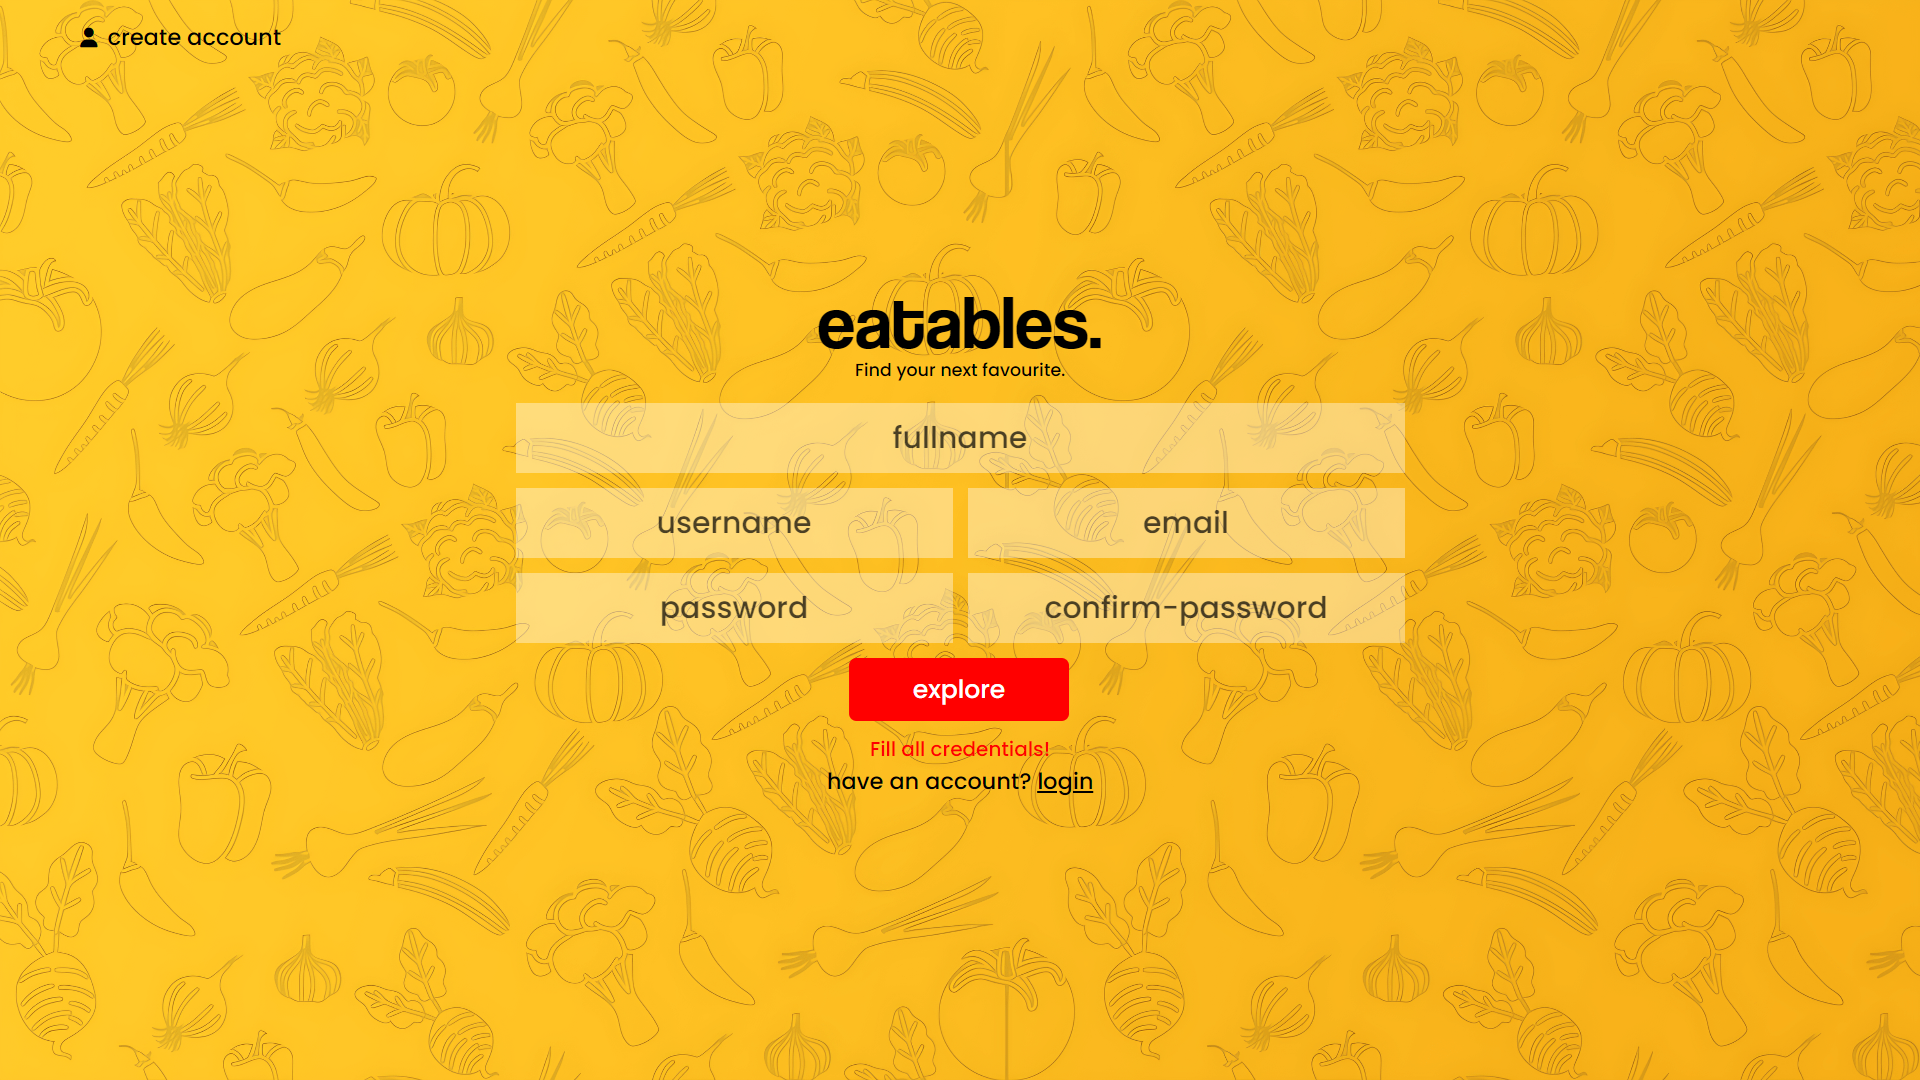 create account
eatables.
Find your next favourite.
fullname
username
email
password
confirm-password
explore
Fill all credentials!
have an account? login